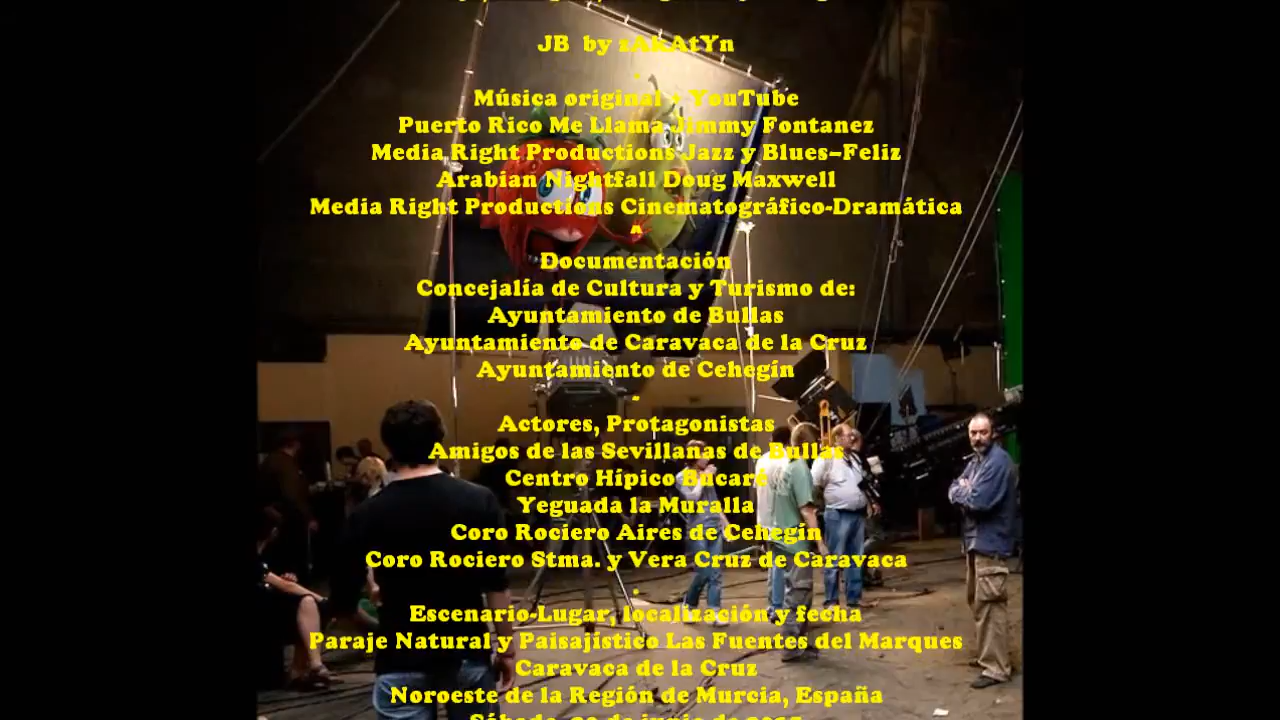 JB by zAkAtYn
-
Música original - YouTube
Puerto Rico Me Llama Jimmy Fontanez
Media Right Productions Jazz y Blues–Feliz
Arabian Nightfall Doug Maxwell
Media Right Productions Cinematográfico-Dramática
^
Documentación
Concejalía de Cultura y Turismo de:
Ayuntamiento de Bullas
Ayuntamiento de Caravaca de la Cruz
Ayuntamiento de Cehegín
-
Actores, Protagonistas
Amigos de las Sevillanas de Bullas
Centro Hípico Bucaré
Yeguada la Muralla
Coro Rociero Aires de Cehegín
Coro Rociero Stma. y Vera Cruz de Caravaca
.
Escenario-Lugar, localización y fecha
Paraje Natural y Paisajístico Las Fuentes del Marques
Caravaca de la Cruz
Noroeste de la Región de Murcia, España
Sábado, de junio de